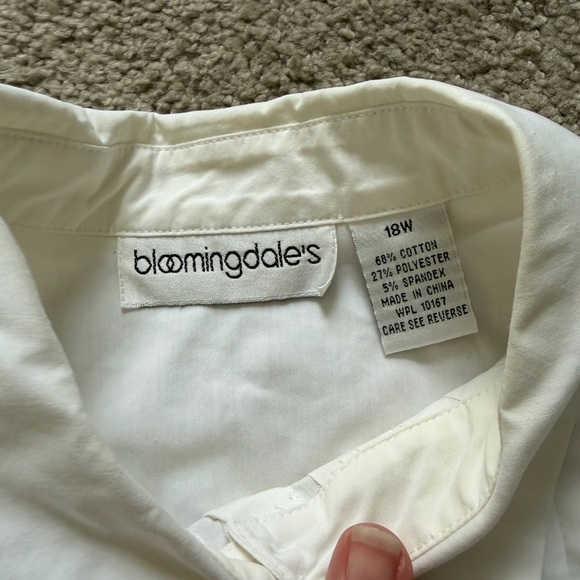 bloomingdale's
18W
68% COTTON
27% POLYESTER
5% SPANDEX
MADE IN CHINA
WPL 10167
CARE SEE REVERSE